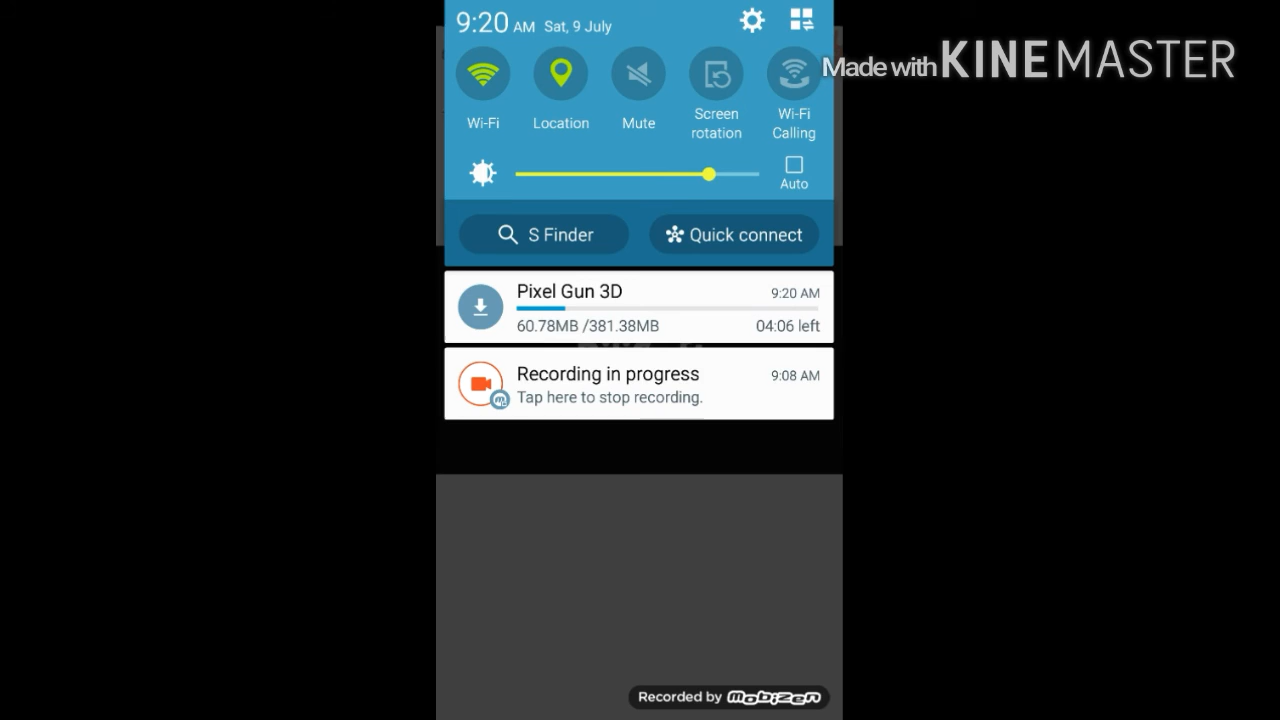 9:20 AM Sat, 9 July
Made with KINEMASTER
Wi-Fi
Location
Mute
Screen
rotation
Wi-Fi
Calling
Auto
S Finder
Quick connect
Pixel Gun 3D 9:20 AM
60.78MB /381.38MB 04:06 left
Recording in progress 9:08 AM
Tap here to stop recording.
Recorded by mobizen